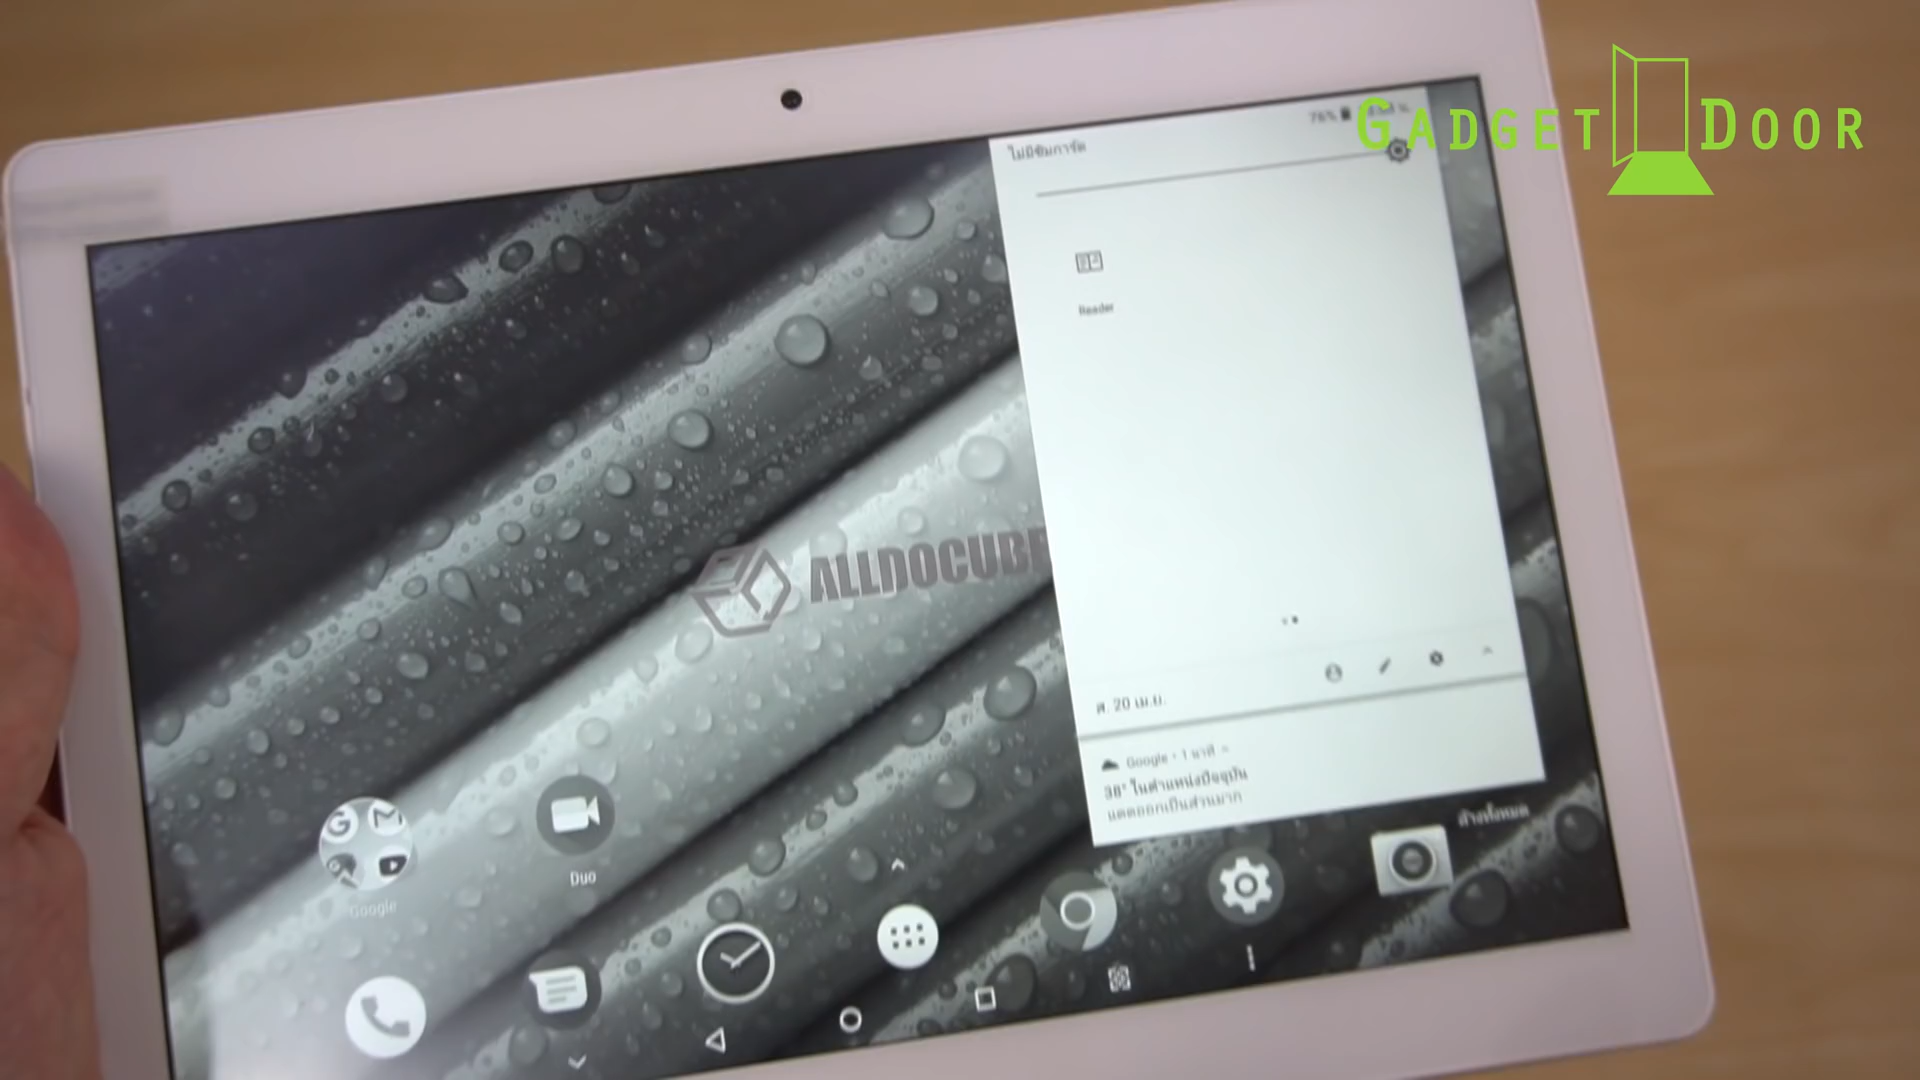 GADGET DOOR
76%
ไม่มีซิมการ์ด
Reader
ALLDOCUBE
ส. 20 เม.ย.
Google • 1 นาที
38° ในตำแหน่งปัจจุบัน
แดดออกเป็นส่วนมาก
ล้างทั้งหมด
Duo
Google